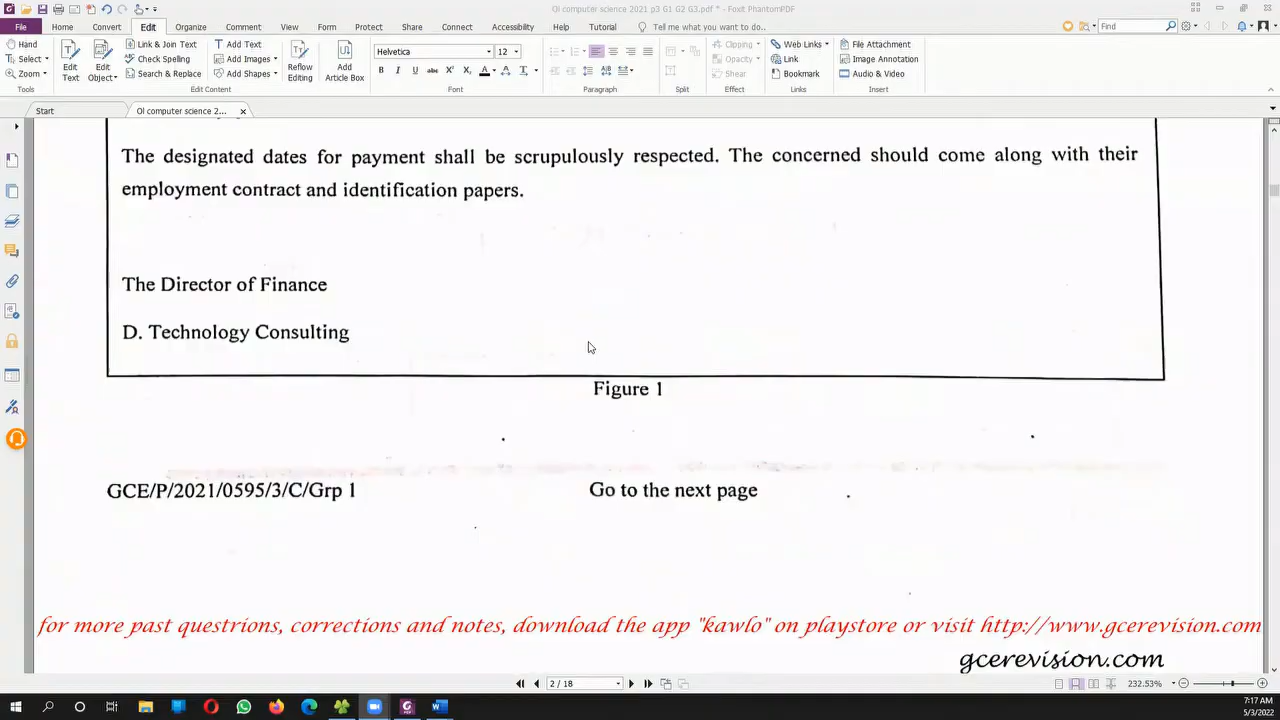 Ol computer science 2021 p3 G1 G2 G3.pdf * - Foxit PhantomPDF
File Home Convert Edit Organize Comment View Form Protect Share Connect Accessibility Help Tutorial Tell me what you want to do.. Find
Hand
Select
Zoom
Tools
Edit Text
Edit Object
Link & Join Text
Check Spelling
Search & Replace
Add Text
Add Images
Add Shapes
Edit Content
Reflow Editing
Add Article Box
Helvetica 12
Font
Paragraph
Split
Clipping
Opacity
Shear
Effect
Web Links
Link
Bookmark
Links
File Attachment
Image Annotation
Audio & Video
Insert
Start Ol computer science 2...
The designated dates for payment shall be scrupulously respected. The concerned should come along with their
employment contract and identification papers.
The Director of Finance
D. Technology Consulting
Figure 1
GCE/P/2021/0595/3/C/Grp 1 Go to the next page
for more past questrions, corrections and notes, download the app "kawlo" on playstore or visit http://www.gcerevision.com
gcerevision.com
2 / 18 232.53%
7:17 AM
5/3/2022